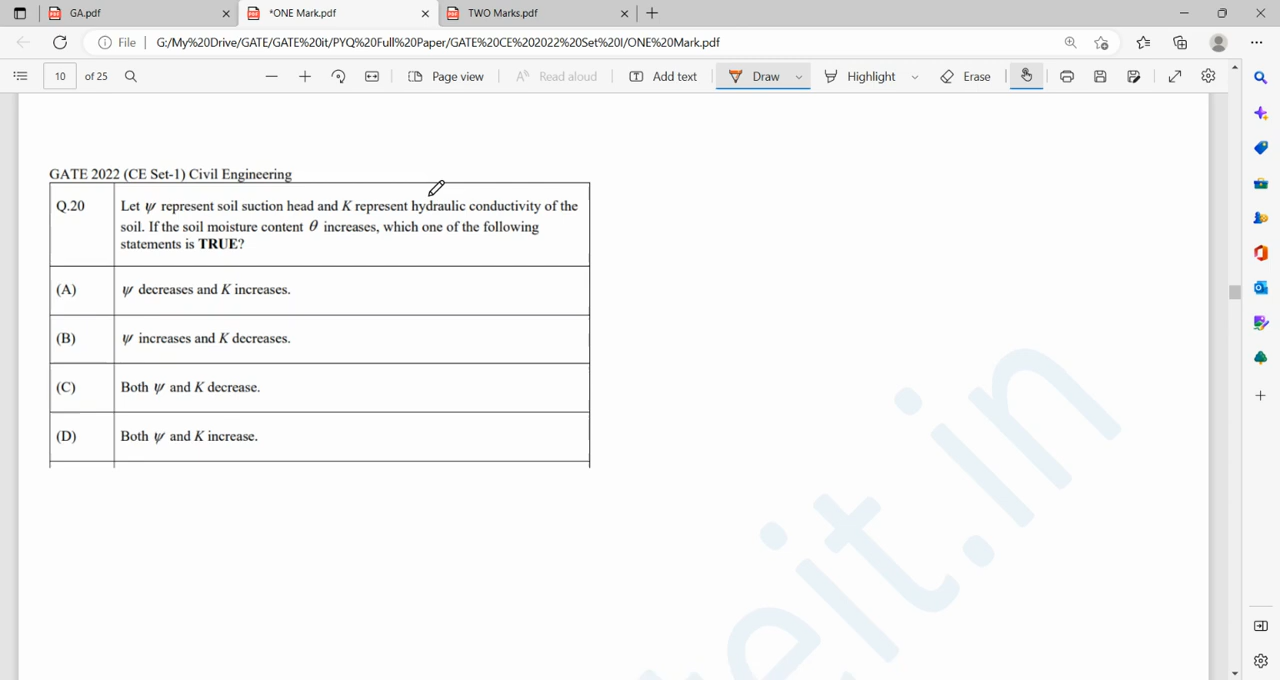 GA.pdf
*ONE Mark.pdf
TWO Marks.pdf
File G:/My%20Drive/GATE/GATE%20it/PYQ%20Full%20Paper/GATE%20CE%202022%20Set%20I/ONE%20Mark.pdf
10 of 25 Page view Read aloud Add text Draw Highlight Erase
GATE 2022 (CE Set-1) Civil Engineering
Q.20 Let ψ represent soil suction head and K represent hydraulic conductivity of the
soil. If the soil moisture content θ increases, which one of the following
statements is TRUE?
(A) ψ decreases and K increases.
(B) ψ increases and K decreases.
(C) Both ψ and K decrease.
(D) Both ψ and K increase.
it.in